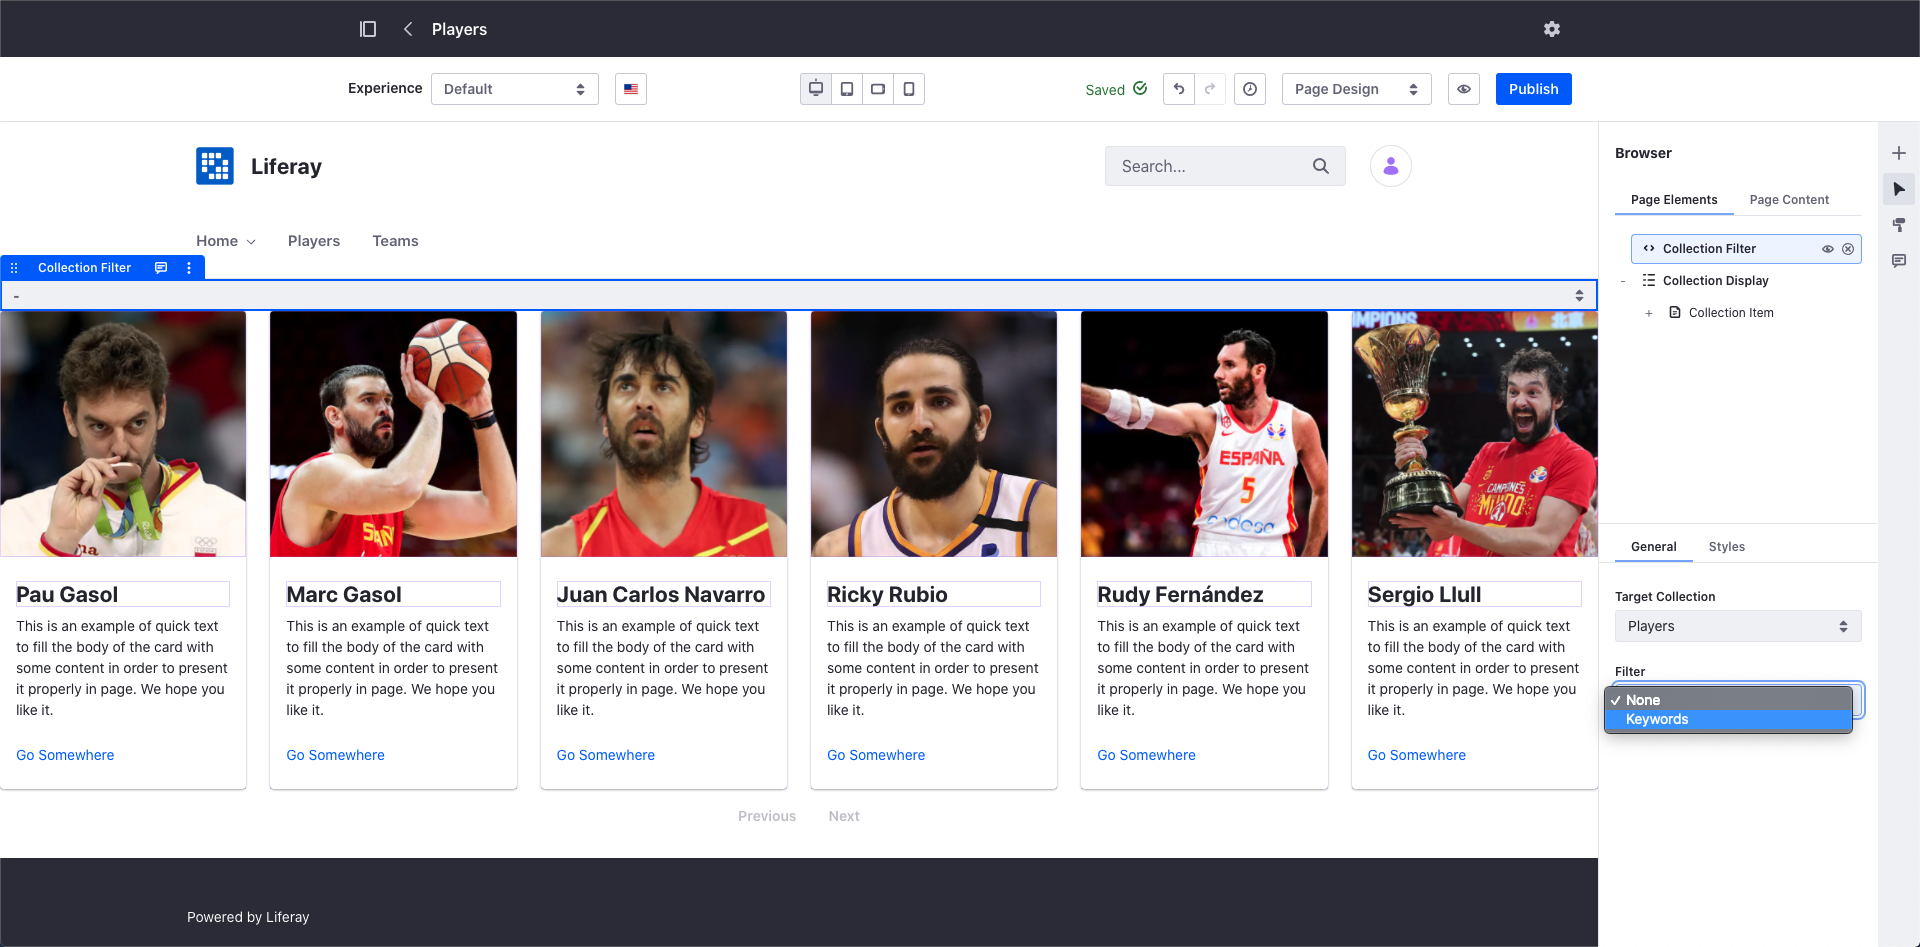 Players
Experience
Default
Saved
Page Design
Publish
Liferay
Search...
Home
Players
Teams
Collection Filter
-
CAMPEONES
MUNDO
ESPAÑA
5
Pau Gasol
This is an example of quick text
to fill the body of the card with
some content in order to present
it properly in page. We hope you
like it.
Go Somewhere
Marc Gasol
This is an example of quick text
to fill the body of the card with
some content in order to present
it properly in page. We hope you
like it.
Go Somewhere
Juan Carlos Navarro
This is an example of quick text
to fill the body of the card with
some content in order to present
it properly in page. We hope you
like it.
Go Somewhere
Ricky Rubio
This is an example of quick text
to fill the body of the card with
some content in order to present
it properly in page. We hope you
like it.
Go Somewhere
Rudy Fernández
This is an example of quick text
to fill the body of the card with
some content in order to present
it properly in page. We hope you
like it.
Go Somewhere
Sergio Llull
This is an example of quick text
to fill the body of the card with
some content in order to present
it properly in page. We hope you
like it.
Go Somewhere
Previous
Next
Powered by Liferay
Browser
Page Elements
Page Content
Collection Filter
Collection Display
Collection Item
General
Styles
Target Collection
Players
Filter
None
Keywords